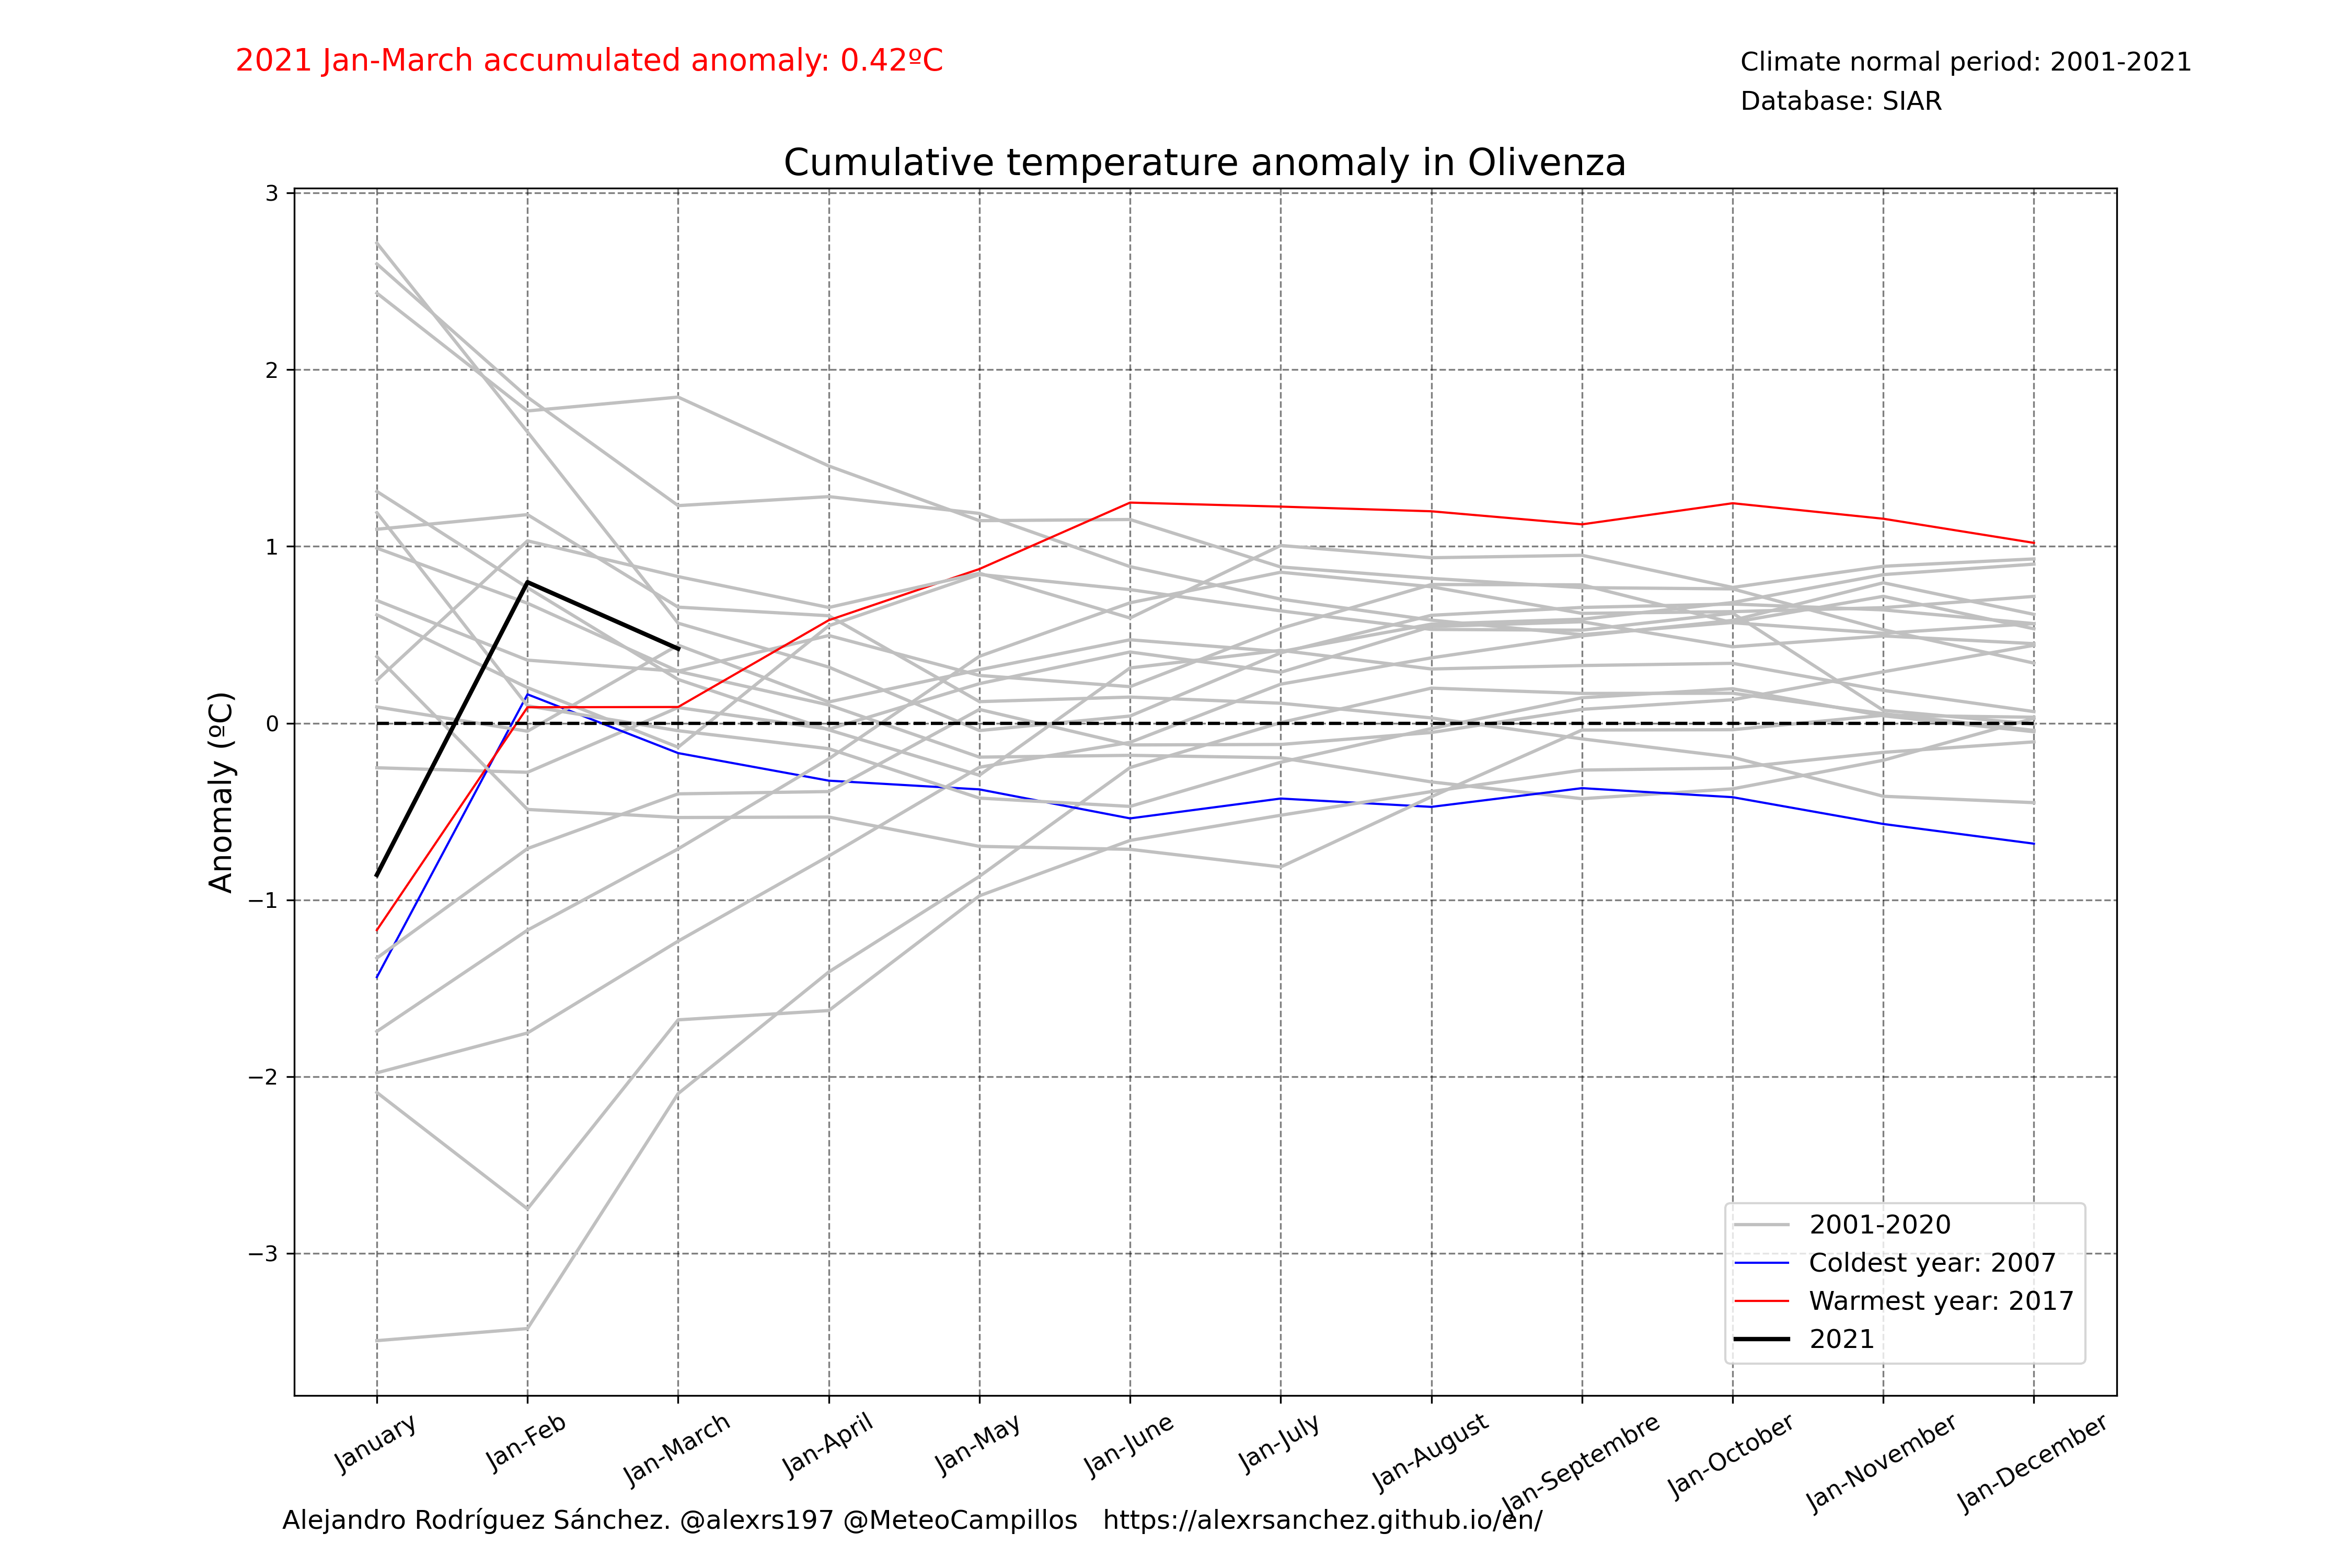 2021 Jan-March accumulated anomaly: 0.42ºC
Climate normal period: 2001-2021
Database: SIAR
Cumulative temperature anomaly in Olivenza
Anomaly (ºC)
3
2
1
0
−1
−2
−3
2001-2020
Coldest year: 2007
Warmest year: 2017
2021
January
Jan-Feb
Jan-March
Jan-April
Jan-May
Jan-June
Jan-July
Jan-August
Jan-Septembre
Jan-October
Jan-November
Jan-December
Alejandro Rodríguez Sánchez. @alexrs197 @MeteoCampillos https://alexrsanchez.github.io/en/